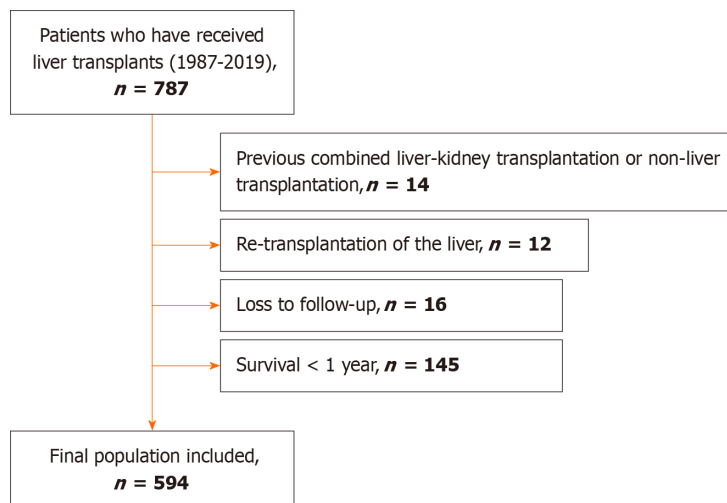 Patients who have received
liver transplants (1987-2019),
n = 787
Previous combined liver-kidney transplantation or non-liver
transplantation, n = 14
Re-transplantation of the liver, n = 12
Loss to follow-up, n = 16
Survival < 1 year, n = 145
Final population included,
n = 594